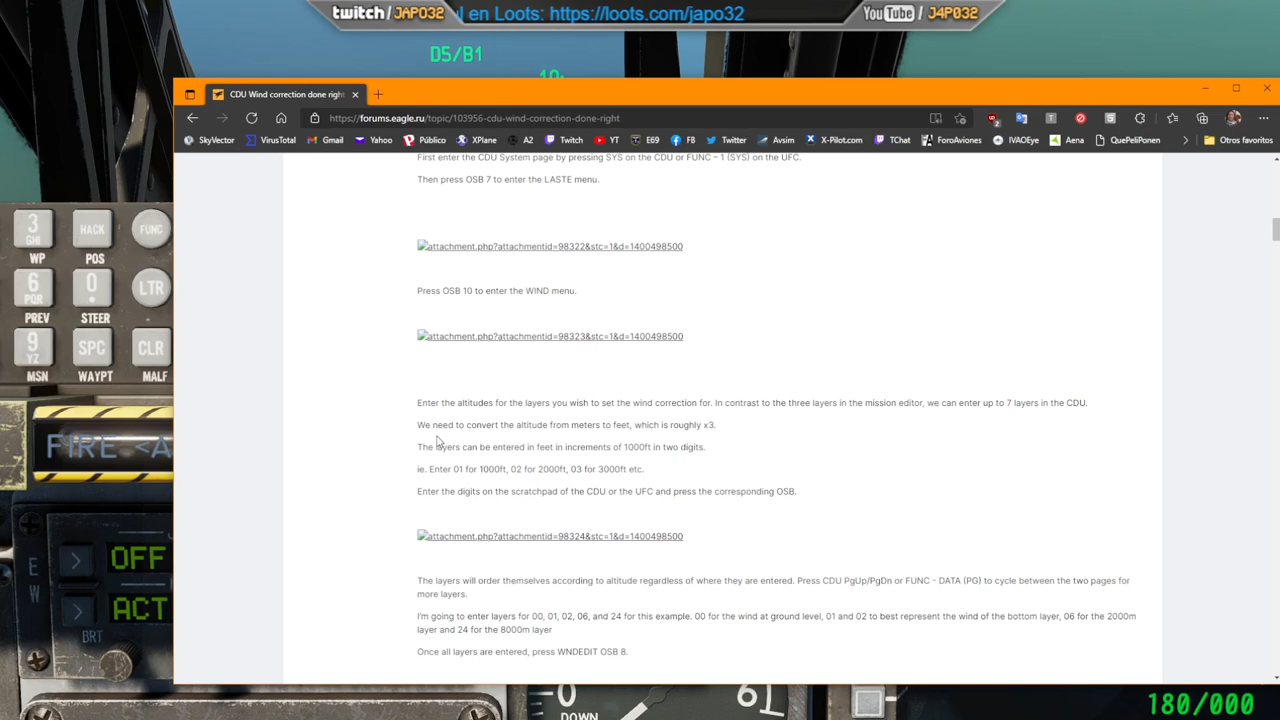 twitch / JAPO32
l en Loots: https://loots.com/japo32
YouTube / J4P032
D5/B1
CDU Wind correction done right
https://forums.eagle.ru/topic/103956-cdu-wind-correction-done-right
SkyVector VirusTotal Gmail Yahoo Público XPlane A2 Twitch YT E69 FB Twitter Avsim X-Pilot.com TChat ForoAviones IVAOEye Aena QuePeliPonen Otros favoritos
First enter the CDU System page by pressing SYS on the CDU or FUNC – 1 (SYS) on the UFC.
Then press OSB 7 to enter the LASTE menu.
attachment.php?attachmentid=98322&stc=1&d=1400498500
Press OSB 10 to enter the WIND menu.
attachment.php?attachmentid=98323&stc=1&d=1400498500
Enter the altitudes for the layers you wish to set the wind correction for. In contrast to the three layers in the mission editor, we can enter up to 7 layers in the CDU.
We need to convert the altitude from meters to feet, which is roughly x3.
The layers can be entered in feet in increments of 1000ft in two digits.
ie. Enter 01 for 1000ft, 02 for 2000ft, 03 for 3000ft etc.
Enter the digits on the scratchpad of the CDU or the UFC and press the corresponding OSB.
attachment.php?attachmentid=98324&stc=1&d=1400498500
The layers will order themselves according to altitude regardless of where they are entered. Press CDU PgUp/PgDn or FUNC - DATA (PG) to cycle between the two pages for
more layers.
I'm going to enter layers for 00, 01, 02, 06, and 24 for this example. 00 for the wind at ground level, 01 and 02 to best represent the wind of the bottom layer, 06 for the 2000m
layer and 24 for the 8000m layer
Once all layers are entered, press WNDEDIT OSB 8.
3 GHI HACK FUNC
WP POS
6 PQR 0 LTR
PREV STEER
9 YZ SPC CLR
MSN WAYPT MALF
FIRE <A
E
W
OFF
ACT
BRT
0
DOWN
180/000